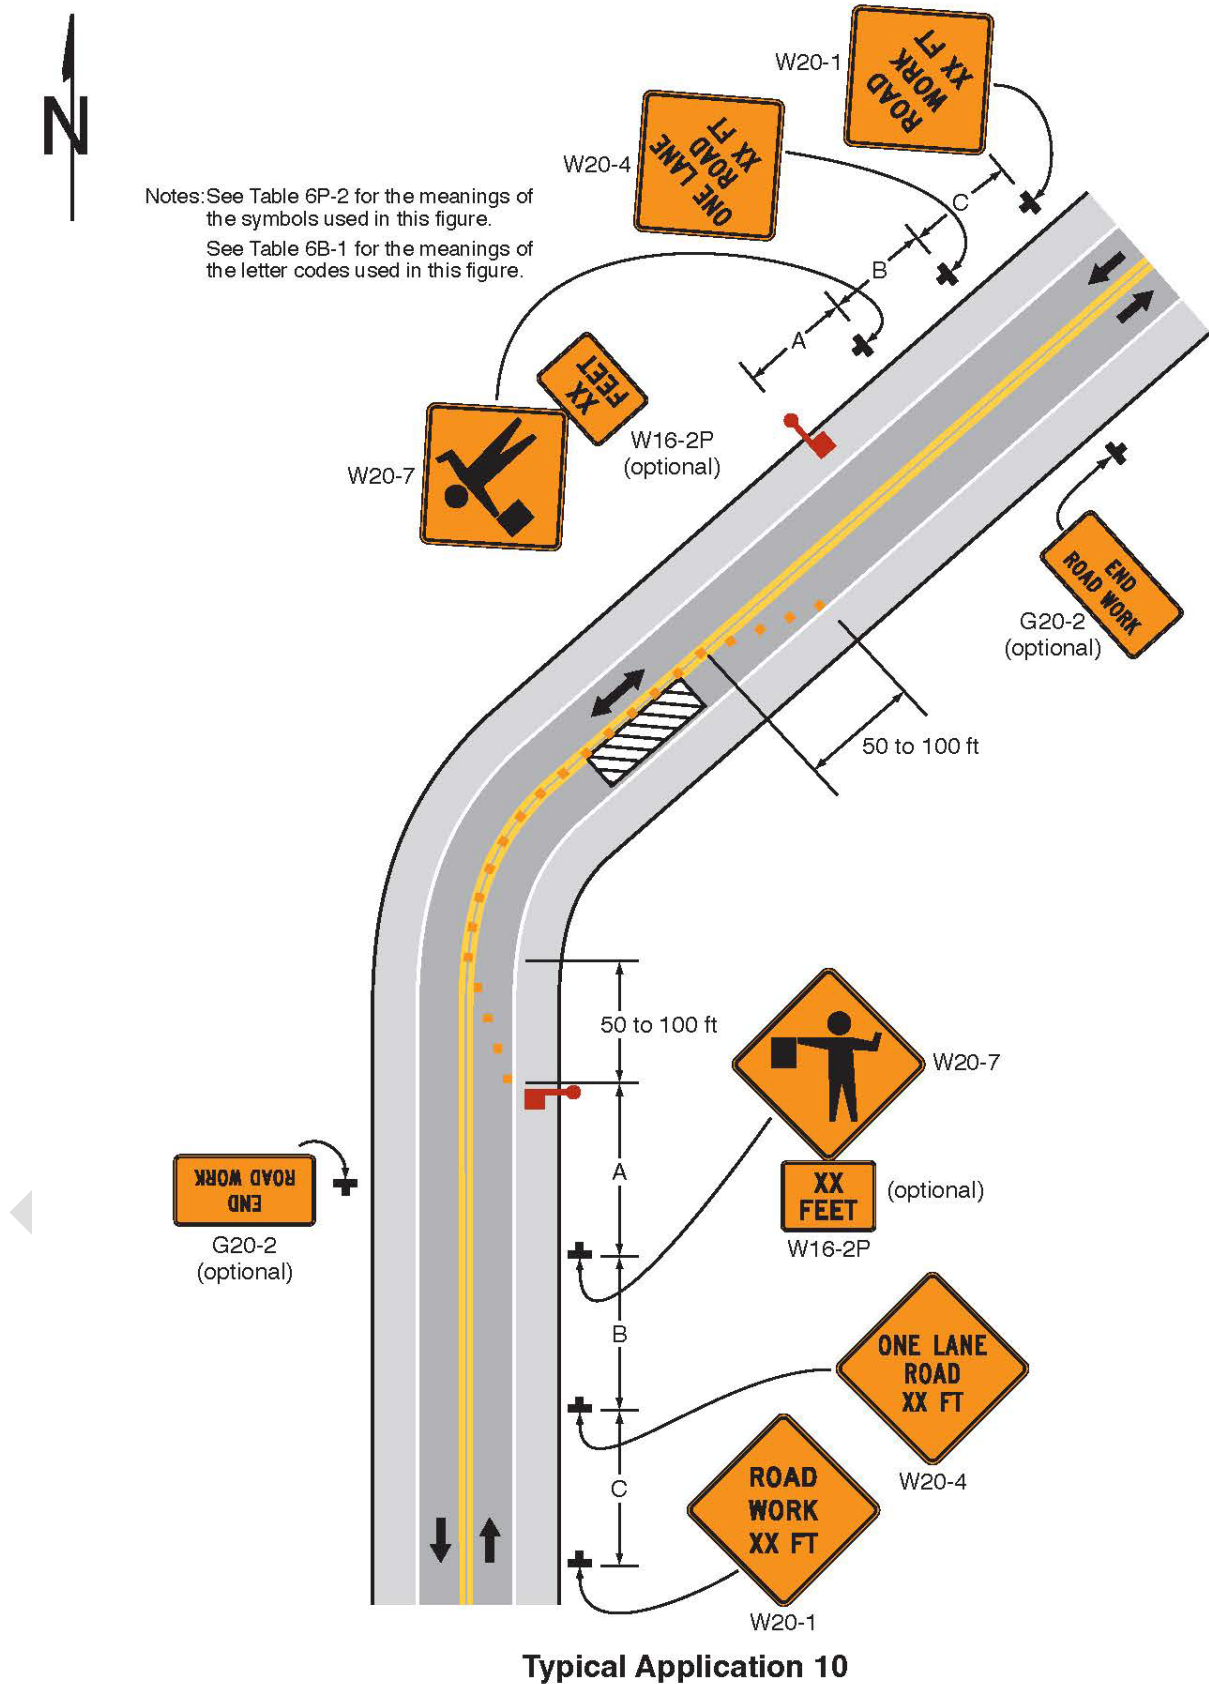 N
Notes:See Table 6P-2 for the meanings of
the symbols used in this figure.
See Table 6B-1 for the meanings of
the letter codes used in this figure.
W20-1
ROAD
WORK
XX FT
W20-4
ONE LANE
ROAD
XX FT
C
B
A
XX
FEET
W16-2P
(optional)
W20-7
END
ROAD WORK
G20-2
(optional)
50 to 100 ft
50 to 100 ft
W20-7
A
XX
FEET
(optional)
W16-2P
END
ROAD WORK
G20-2
(optional)
B
ONE LANE
ROAD
XX FT
W20-4
C
ROAD
WORK
XX FT
W20-1
Typical Application 10